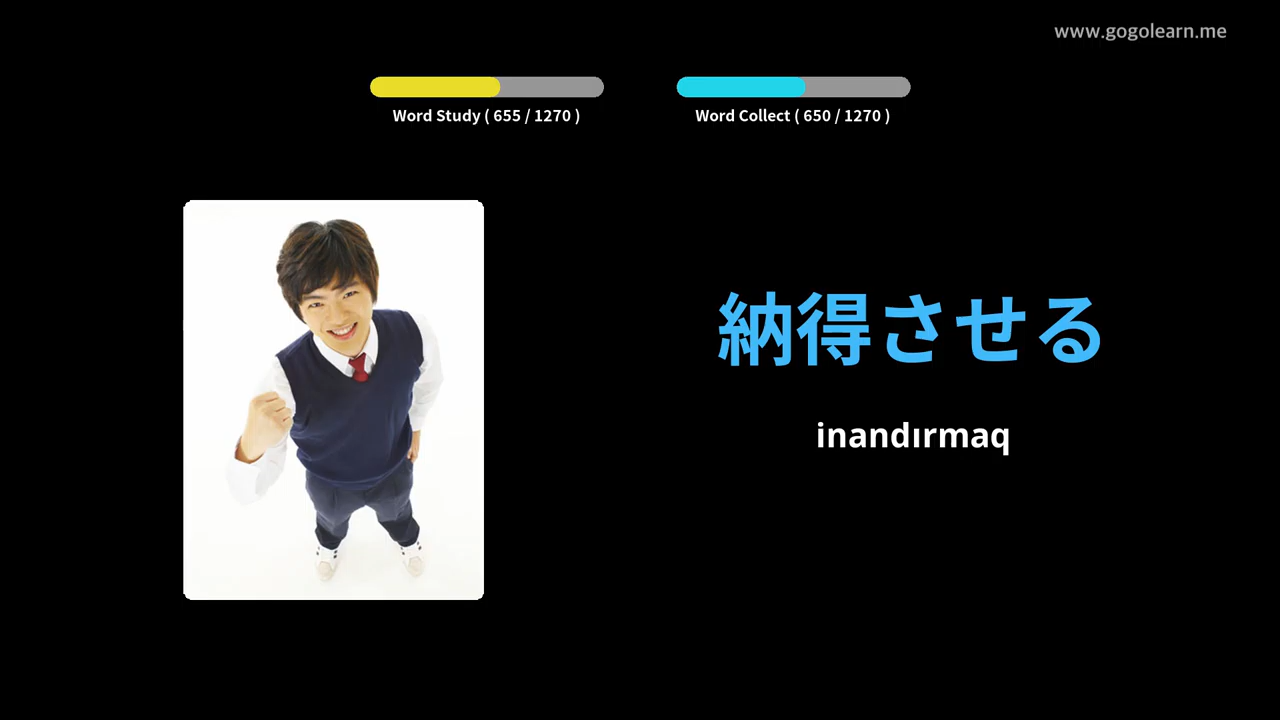 www.gogolearn.me
Word Study ( 655 / 1270 )
Word Collect ( 650 / 1270 )
納得させる
inandırmaq